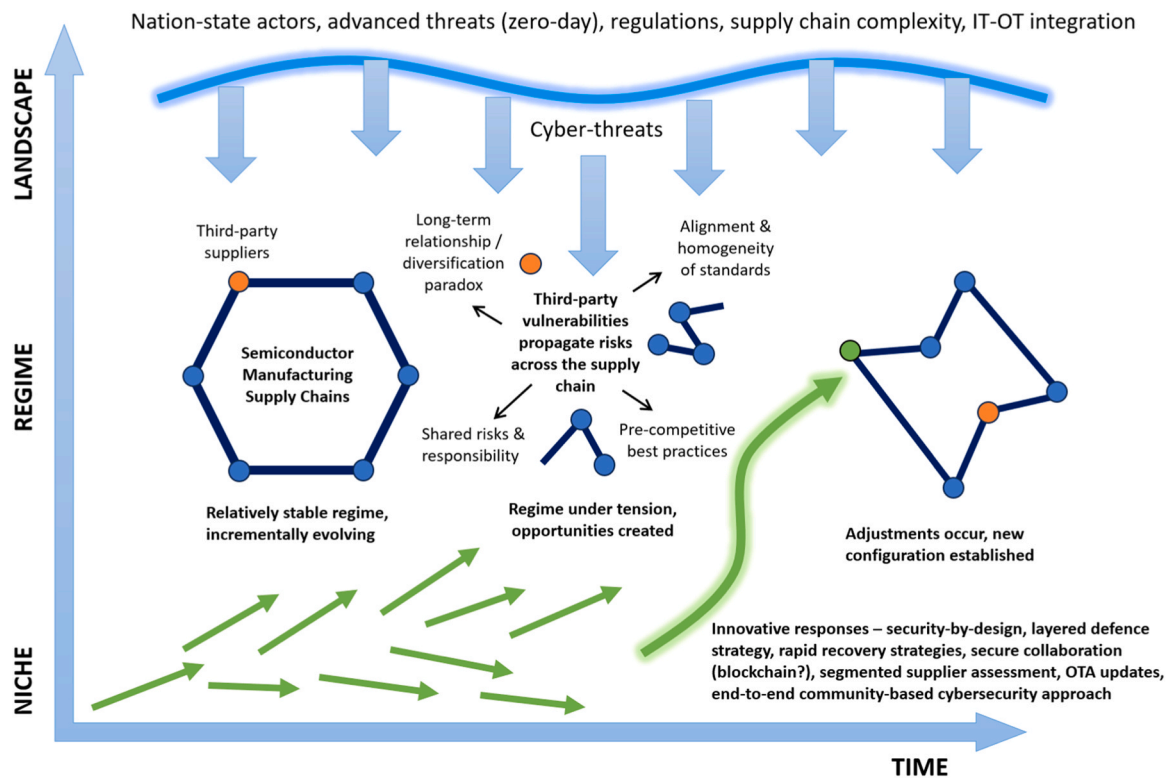 Nation-state actors, advanced threats (zero-day), regulations, supply chain complexity, IT-OT integration
LANDSCAPE
Cyber-threats
Third-party
suppliers
Long-term
relationship /
diversification
paradox
Alignment &
homogeneity
of standards
REGIME
Semiconductor
Manufacturing
Supply Chains
Third-party
vulnerabilities
propagate risks
across the supply
chain
Shared risks &
responsibility
Pre-competitive
best practices
Relatively stable regime,
incrementally evolving
Regime under tension,
opportunities created
Adjustments occur, new
configuration established
NICHE
Innovative responses – security-by-design, layered defence
strategy, rapid recovery strategies, secure collaboration
(blockchain?), segmented supplier assessment, OTA updates,
end-to-end community-based cybersecurity approach
TIME